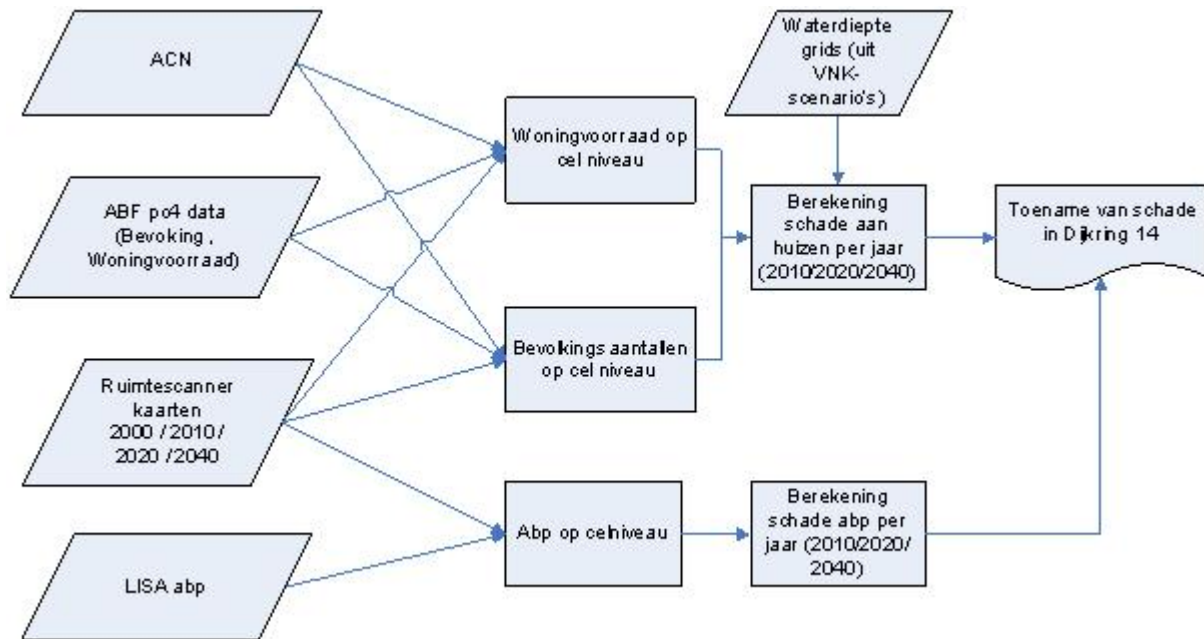 ACN
ABF pc4 data
(Bevoking ,
Woningvoorraad)
Ruimtescanner
kaarten
2000 / 2010 /
2020 / 2040
LISA abp
Woningvoorraad op
cel niveau
Bevolkings aantallen
op cel niveau
Abp op celniveau
Waterdiepte
grids (uit
VNK-
scenario's)
Berekening
schade aan
huizen per jaar
(2010/2020/2040)
Berekening
schade abp per
jaar (2010/2020/
2040)
Toename van schade
in Dijkring 14